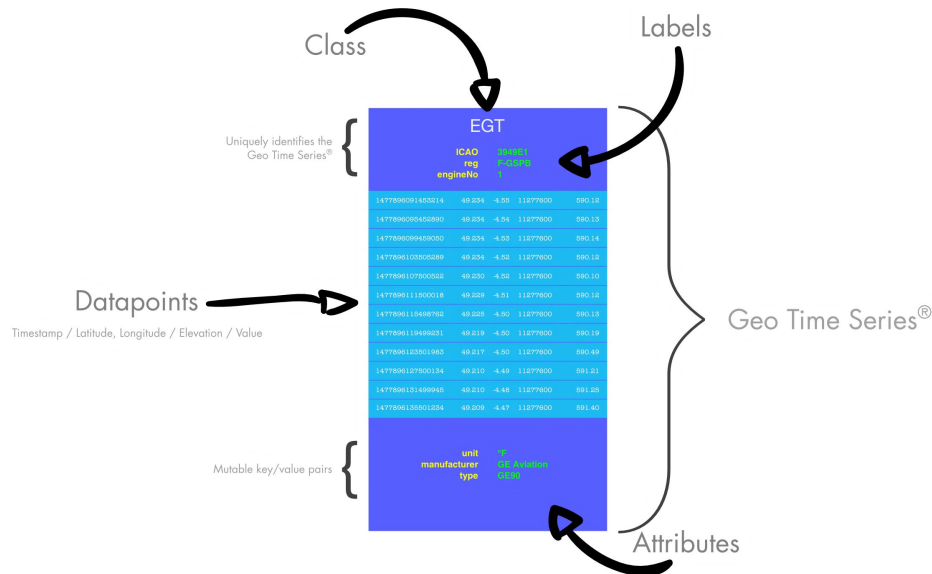 Class
Labels
Uniquely identifies the
Geo Time Series®
EGT
ICAO 3949E1
reg F-GSPB
engineNo 1
1477896091453214 49.234 -4.55 11277600 590.12
1477896095452890 49.234 -4.54 11277600 590.13
1477896099459050 49.234 -4.53 11277600 590.14
1477896103505289 49.234 -4.52 11277600 590.12
1477896107500522 49.230 -4.52 11277600 590.10
1477896111500018 49.229 -4.51 11277600 590.12
1477896115498762 49.225 -4.50 11277600 590.13
1477896119499231 49.219 -4.50 11277600 590.19
1477896123501983 49.217 -4.50 11277600 590.49
1477896127500134 49.210 -4.49 11277600 591.21
1477896131499945 49.210 -4.48 11277600 591.25
1477896135501234 49.209 -4.47 11277600 591.40
Datapoints
Timestamp / Latitude, Longitude / Elevation / Value
Geo Time Series®
Mutable key/value pairs
unit °F
manufacturer GE Aviation
type GE90
Attributes